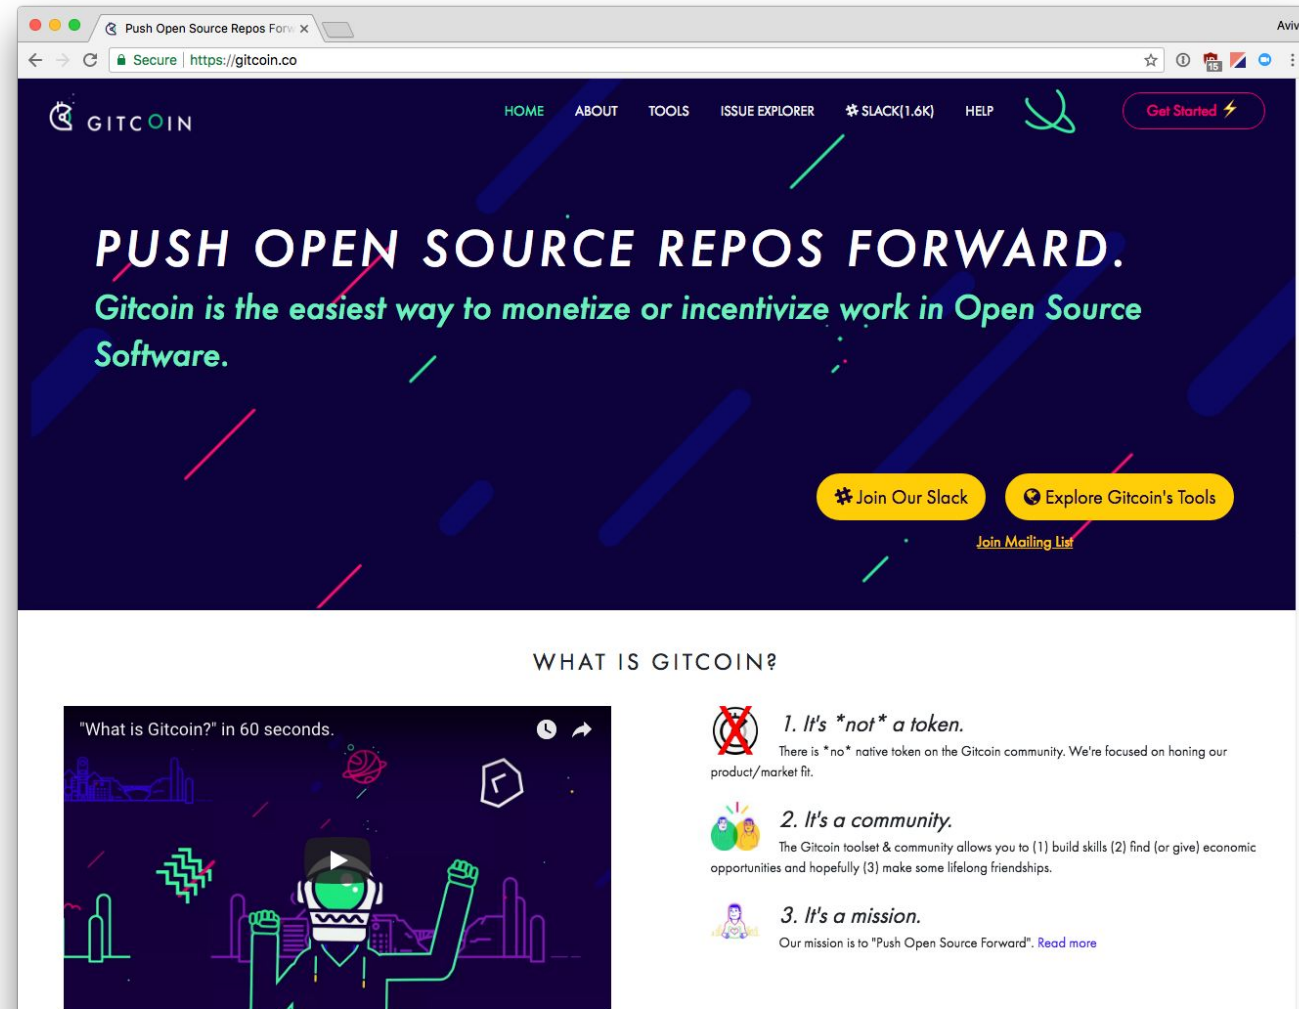 Push Open Source Repos Forw
Aviv
Secure
https://gitcoin.co
15
GITCOIN
HOME
ABOUT
TOOLS
ISSUE EXPLORER
SLACK(1.6K)
HELP
Get Started
PUSH OPEN SOURCE REPOS FORWARD.
Gitcoin is the easiest way to monetize or incentivize work in Open Source
Software.
Join Our Slack
Explore Gitcoin's Tools
Join Mailing List
WHAT IS GITCOIN?
"What is Gitcoin?" in 60 seconds.
1. It's *not* a token.
There is *no* native token on the Gitcoin community. We're focused on honing our
product/market fit.
2. It's a community.
The Gitcoin toolset & community allows you to (1) build skills (2) find (or give) economic
opportunities and hopefully (3) make some lifelong friendships.
3. It's a mission.
Our mission is to "Push Open Source Forward". Read more